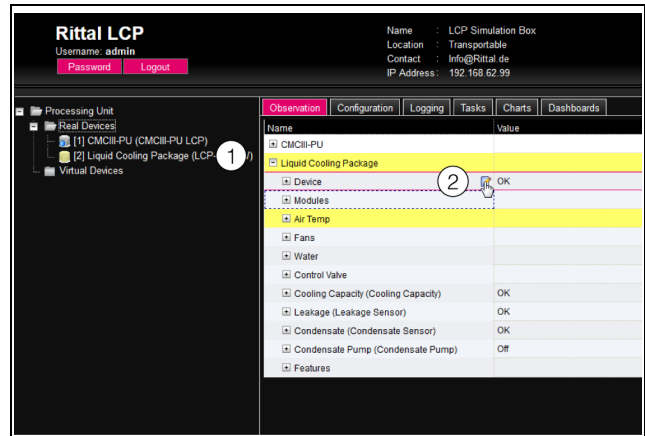 Rittal LCP
Username: admin
Password Logout
Name : LCP Simulation Box
Location : Transportable
Contact : Info@Rittal.de
IP Address : 192.168.62.99
Processing Unit
Real Devices
[1] CMCIII-PU (CMCIII-PU LCP)
[2] Liquid Cooling Package (LCP-
Virtual Devices
1
Observation Configuration Logging Tasks Charts Dashboards
Name Value
CMCIII-PU
Liquid Cooling Package
Device 2 OK
Modules
Air Temp
Fans
Water
Control Valve
Cooling Capacity (Cooling Capacity) OK
Leakage (Leakage Sensor) OK
Condensate (Condensate Sensor) OK
Condensate Pump (Condensate Pump) Off
Features